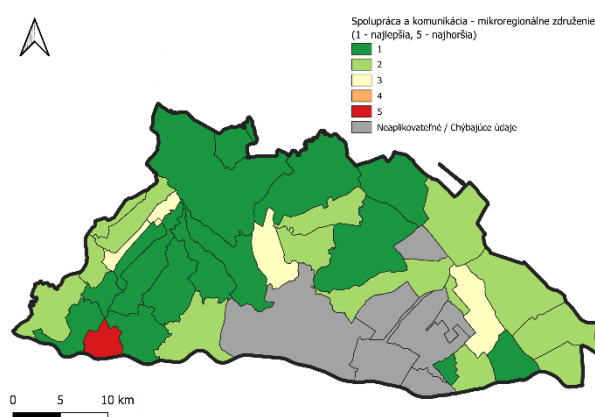 Spolupráca a komunikácia - mikroregionálne združenie
(1 - najlepšia, 5 - najhoršia)
1
2
3
4
5
Neaplikovateľné / Chýbajúce údaje
0 5 10 km